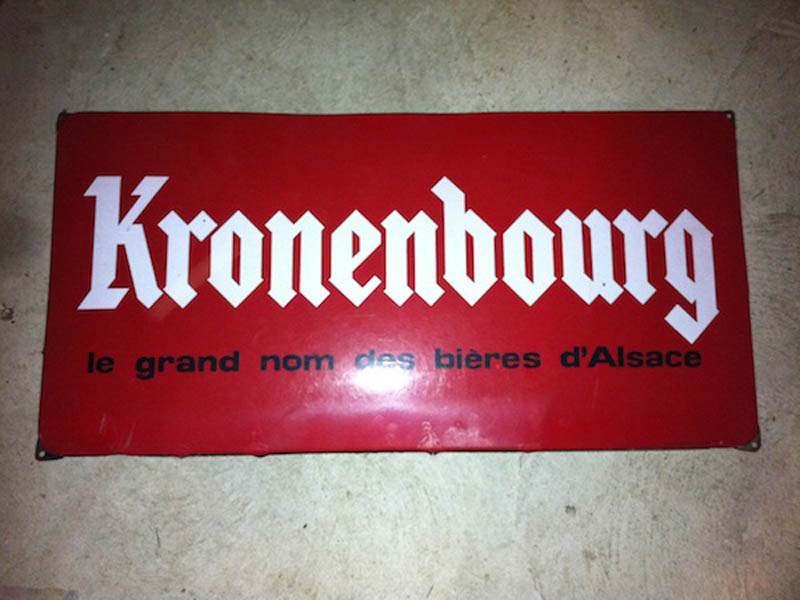 Kronenbourg
le grand nom des bières d'Alsace